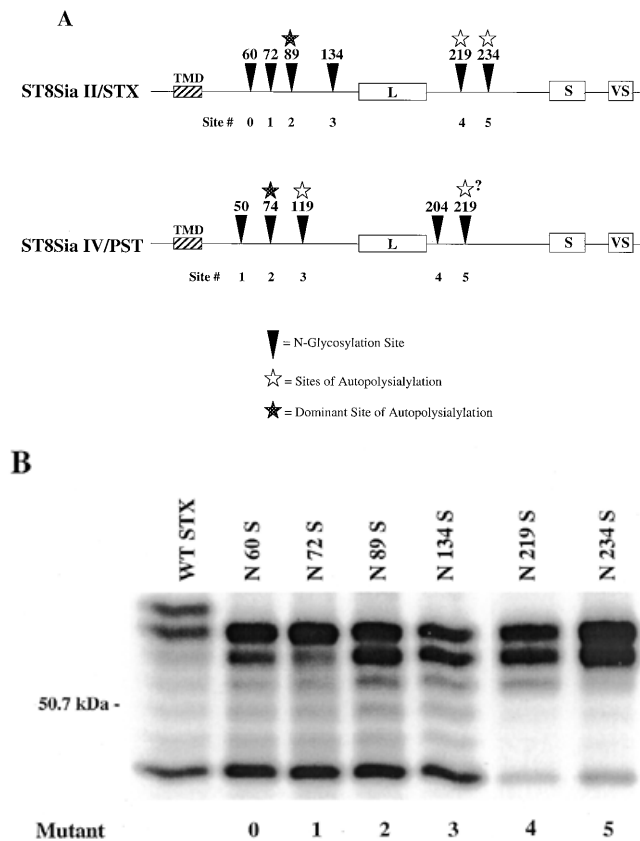 A
60 72 89 134 219 234
TMD
ST8Sia II/STX L S VS
Site # 0 1 2 3 4 5
?
50 74 119 204 219
TMD
ST8Sia IV/PST L S VS
Site # 1 2 3 4 5
= N-Glycosylation Site
= Sites of Autopolysialylation
= Dominant Site of Autopolysialylation
B
WT STX N 60 S N 72 S N 89 S N 134 S N 219 S N 234 S
50.7 kDa -
Mutant 0 1 2 3 4 5